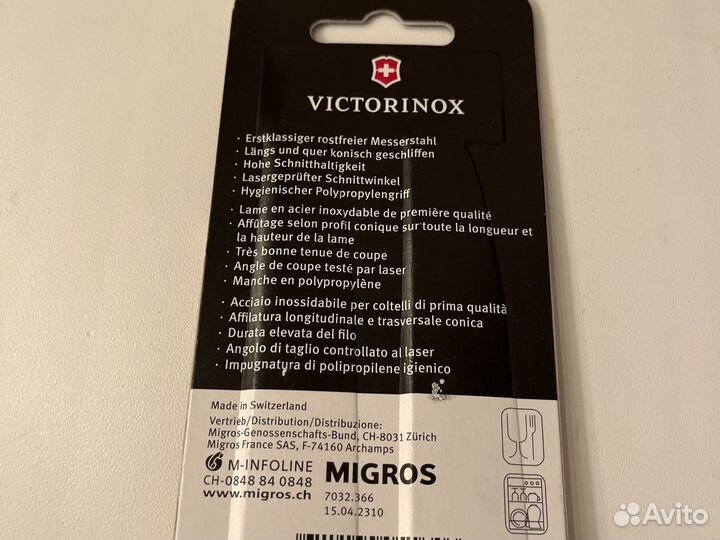 VICTORINOX
· Erstklassiger rostfreier Messerstahl
· Längs und quer konisch geschliffen
· Hohe Schnitthaltigkeit
· Lasergeprüfter Schnittwinkel
· Hygienischer Polypropylengriff
· Lame en acier inoxydable de première qualité
· Affûtage selon profil conique sur toute la longueur et
la hauteur de la lame
· Très bonne tenue de coupe
· Angle de coupe testé par laser
· Manche en polypropylène
· Acciaio inossidabile per coltelli di prima qualità
· Affilatura longitudinale e trasversale conica
· Durata elevata del filo
· Angolo di taglio controllato al laser
· Impugnatura di polipropilene igienico
Made in Switzerland
Vertrieb/Distribution/Distribuzione:
Migros-Genossenschafts-Bund, CH-8031 Zürich
Migros France SAS, F-74160 Archamps
M-INFOLINE
CH-0848 84 0848
www.migros.ch
MIGROS
7032.366
15.04.2310
Avito